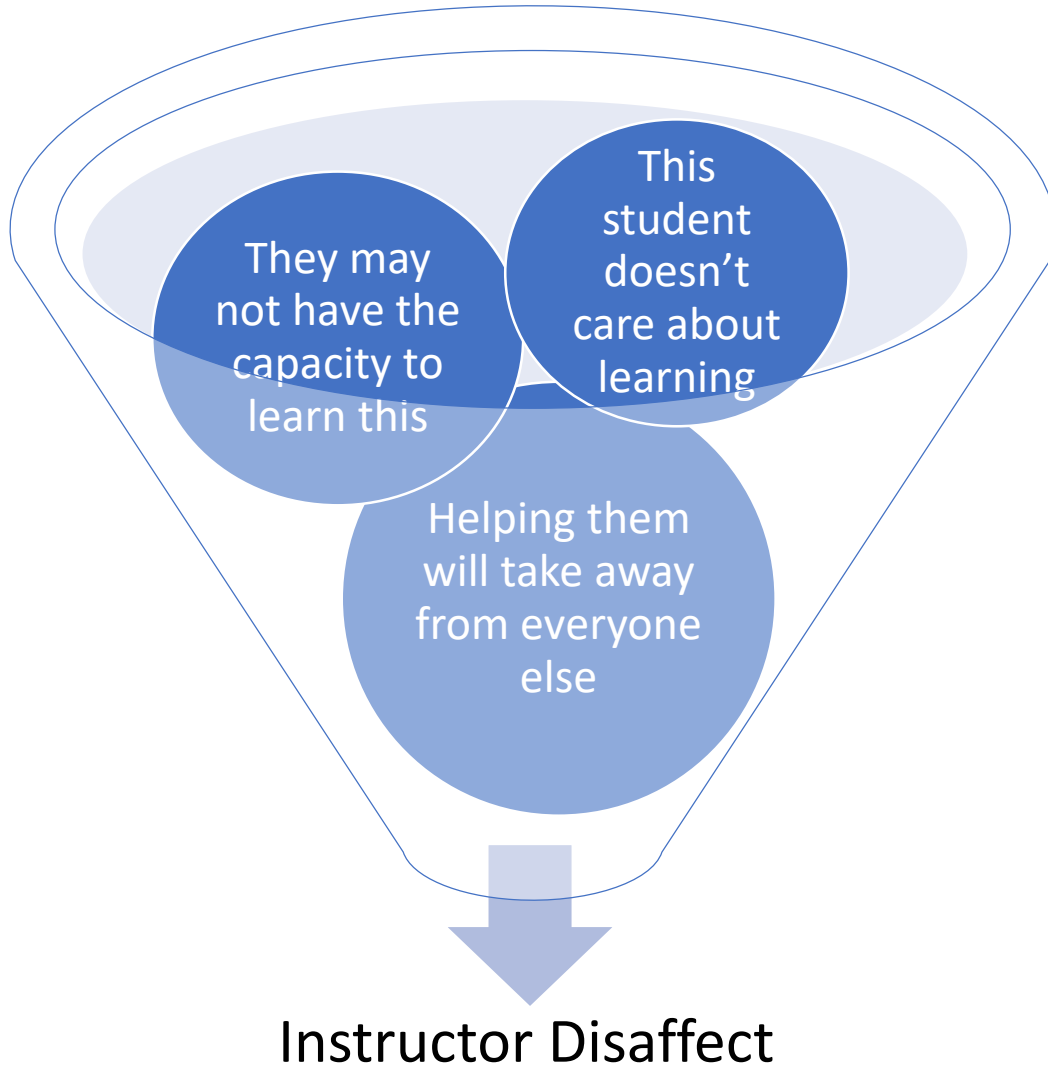 They may
not have the
capacity to
learn this
This
student
doesn’t
care about
learning
Helping them
will take away
from everyone
else
Instructor Disaffect